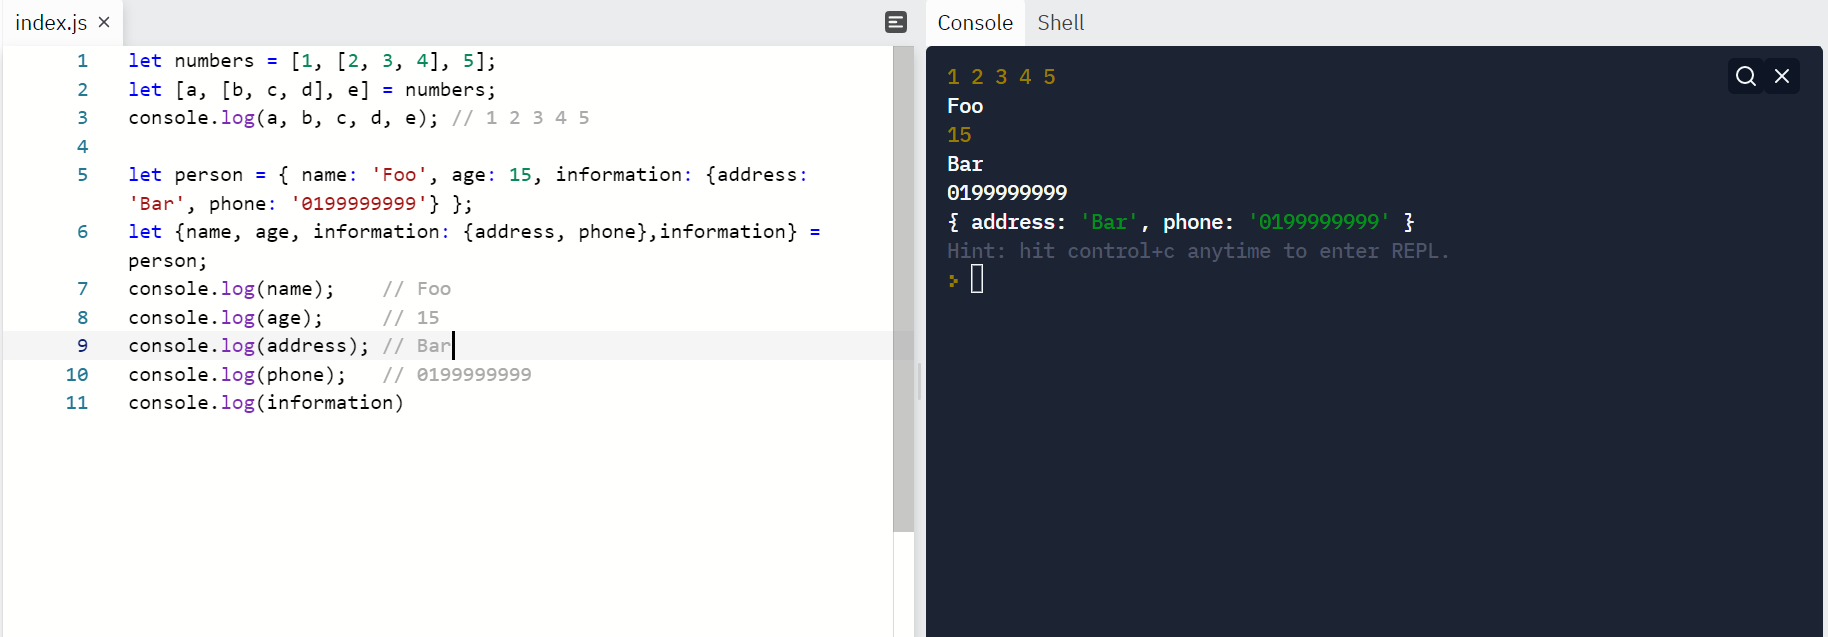 index.js ×
Console Shell
1 let numbers = [1, [2, 3, 4], 5];
2 let [a, [b, c, d], e] = numbers;
3 console.log(a, b, c, d, e); // 1 2 3 4 5
4
5 let person = { name: 'Foo', age: 15, information: {address:
'Bar', phone: '0199999999'} };
6 let {name, age, information: {address, phone},information} =
person;
7 console.log(name);    // Foo
8 console.log(age);     // 15
9 console.log(address); // Bar
10 console.log(phone);   // 0199999999
11 console.log(information)
1 2 3 4 5
Foo
15
Bar
0199999999
{ address: 'Bar', phone: '0199999999' }
Hint: hit control+c anytime to enter REPL.